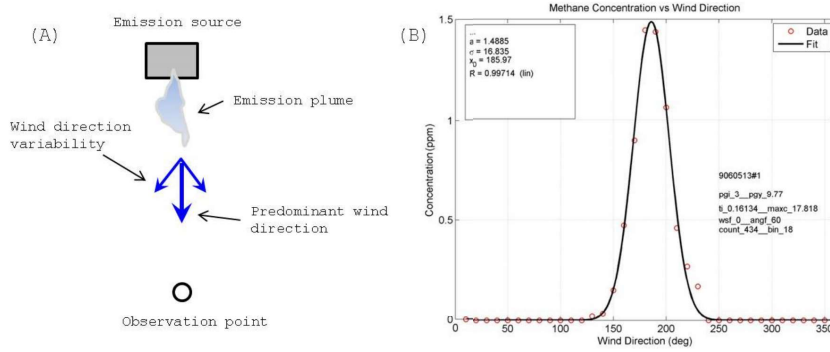 (A)
Emission source
Emission plume
Wind direction
variability
Predominant wind
direction
Observation point
(B)
Methane Concentration vs Wind Direction
...
a = 1.4885
σ = 16.835
x0 = 185.97
R = 0.99714 (lin)
Data
Fit
9060513#1
pgi_3__pgy_9.77
ti_0.16134__maxc_17.818
wsf_0__angf_60
count_434__bin_18
Concentration (ppm)
1.5
1
0.5
0
0 50 100 150 200 250 300 350
Wind Direction (deg)